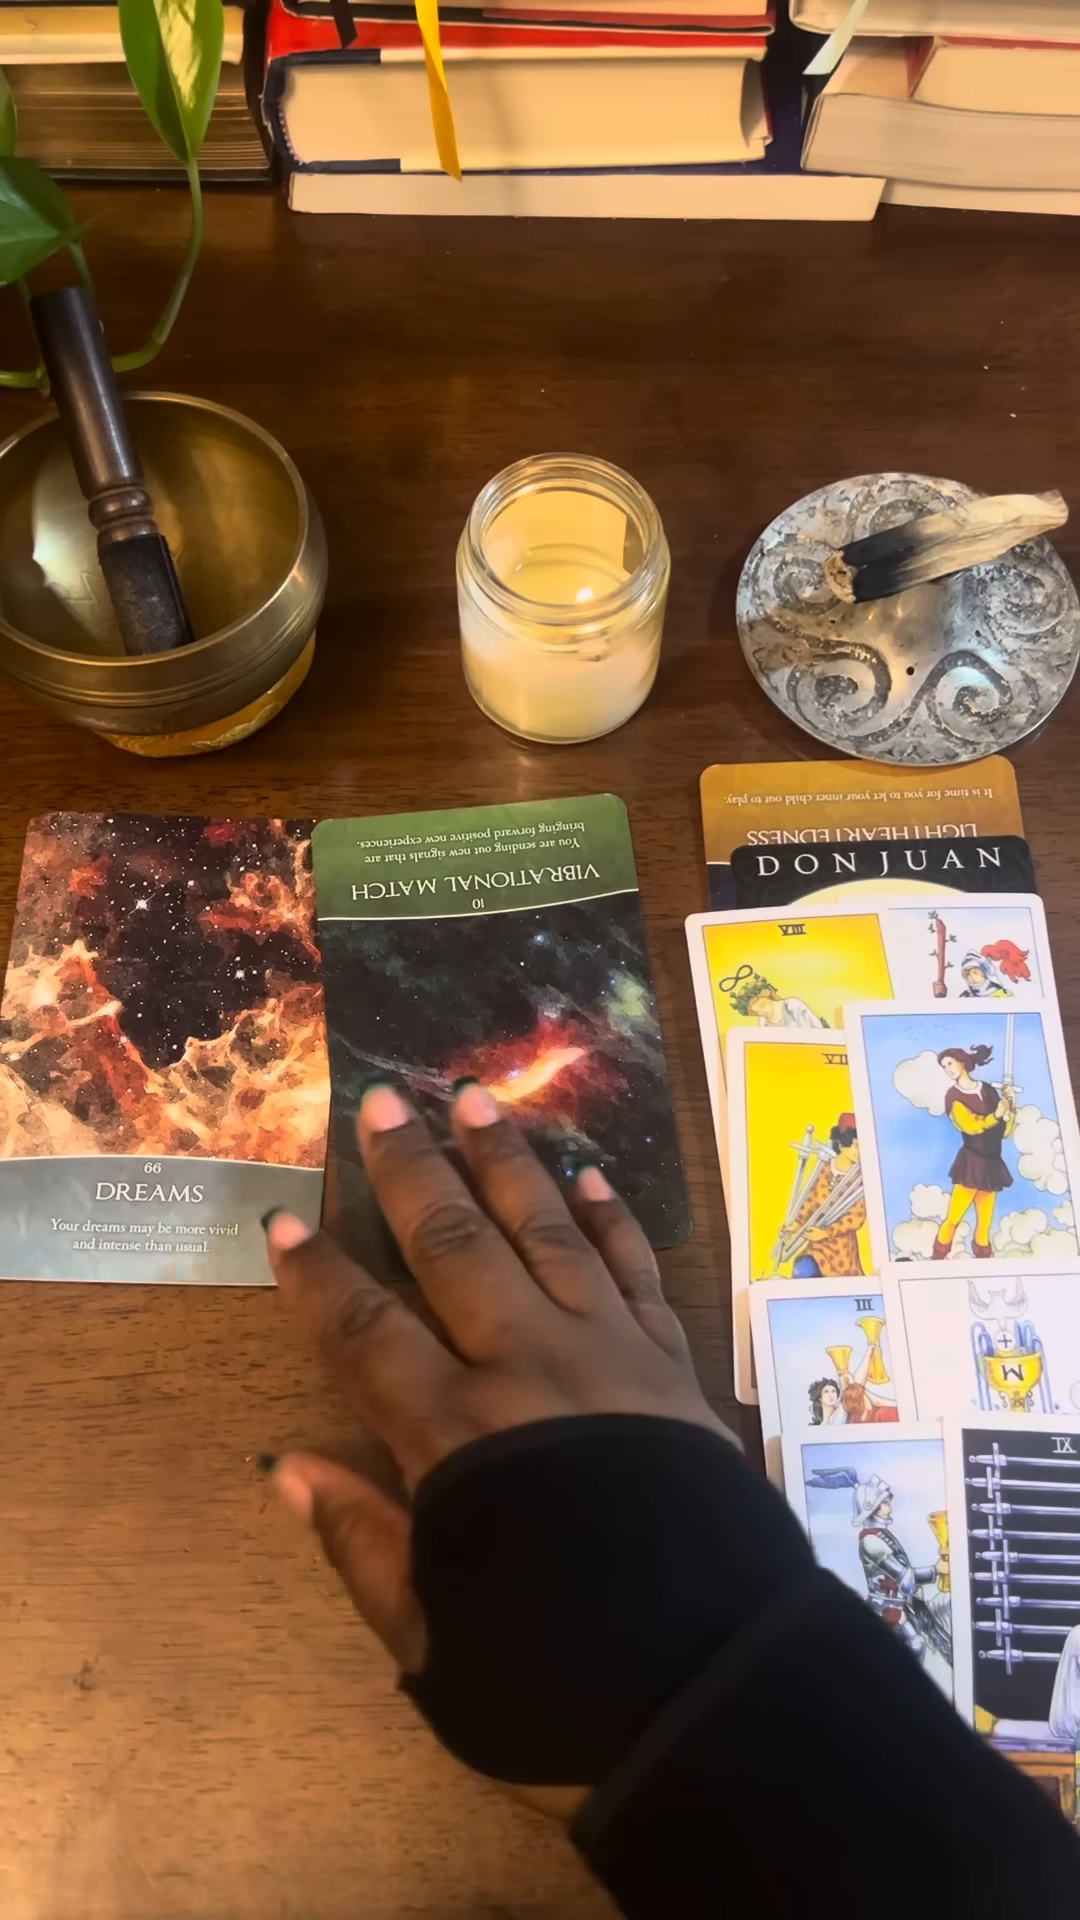 It is time for you to let your inner child out to play.
LIGHTHEARTEDNESS
DON JUAN
10
VIBRATIONAL MATCH
You are sending out new signals that are
bringing forward positive new experiences.
VIII
VII
66
DREAMS
Your dreams may be more vivid
and intense than usual.
III
M
IX